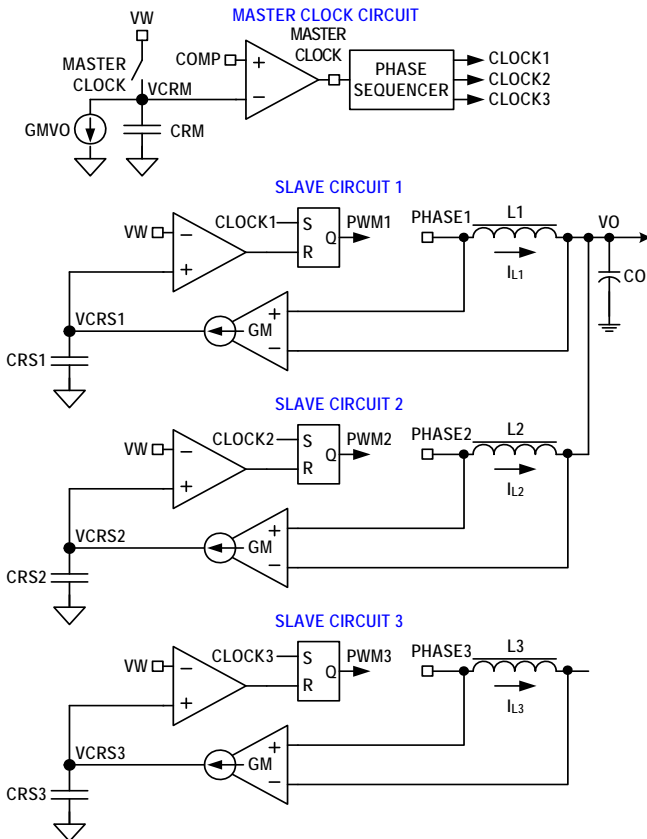 MASTER CLOCK CIRCUIT
VW
MASTER
CLOCK
COMP
MASTER
CLOCK
VCRM
GMVO
CRM
+
−
PHASE
SEQUENCER
CLOCK1
CLOCK2
CLOCK3
SLAVE CIRCUIT 1
VW
−
+
CLOCK1
S
R
Q
PWM1
PHASE1
L1
IL1
VO
CO
VCRS1
CRS1
GM
+
−
SLAVE CIRCUIT 2
VW
−
+
CLOCK2
S
R
Q
PWM2
PHASE2
L2
IL2
VCRS2
CRS2
GM
+
−
SLAVE CIRCUIT 3
VW
−
+
CLOCK3
S
R
Q
PWM3
PHASE3
L3
IL3
VCRS3
CRS3
GM
+
−